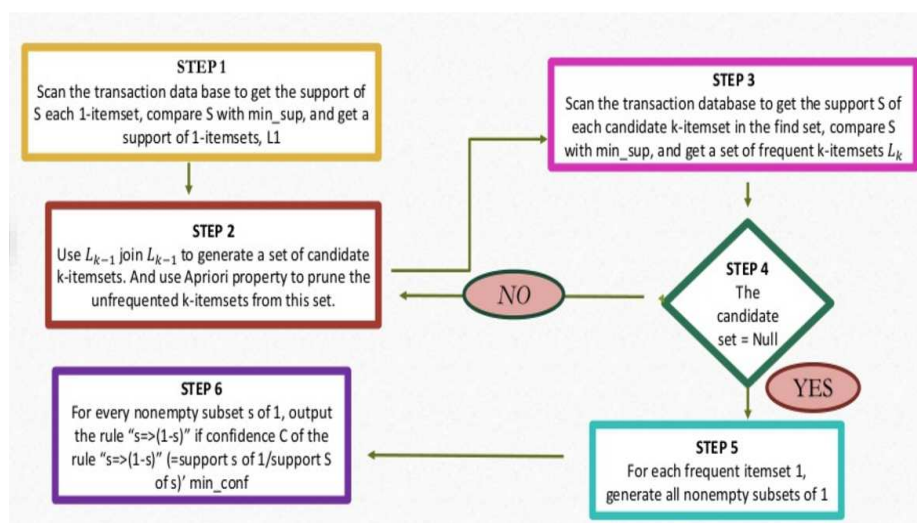 STEP 1
Scan the transaction data base to get the support of
S each 1-itemset, compare S with min_sup, and get a
support of 1-itemsets, L1
STEP 2
Use L_{k−1} join L_{k−1} to generate a set of candidate
k-itemsets. And use Apriori property to prune the
unfrequented k-itemsets from this set.
STEP 3
Scan the transaction database to get the support S of
each candidate k-itemset in the find set, compare S
with min_sup, and get a set of frequent k-itemsets L_k
STEP 4
The
candidate
set = Null
NO
YES
STEP 5
For each frequent itemset 1,
generate all nonempty subsets of 1
STEP 6
For every nonempty subset s of 1, output
the rule “s=>(1-s)” if confidence C of the
rule “s=>(1-s)” (=support s of 1/support S
of s)’ min_conf